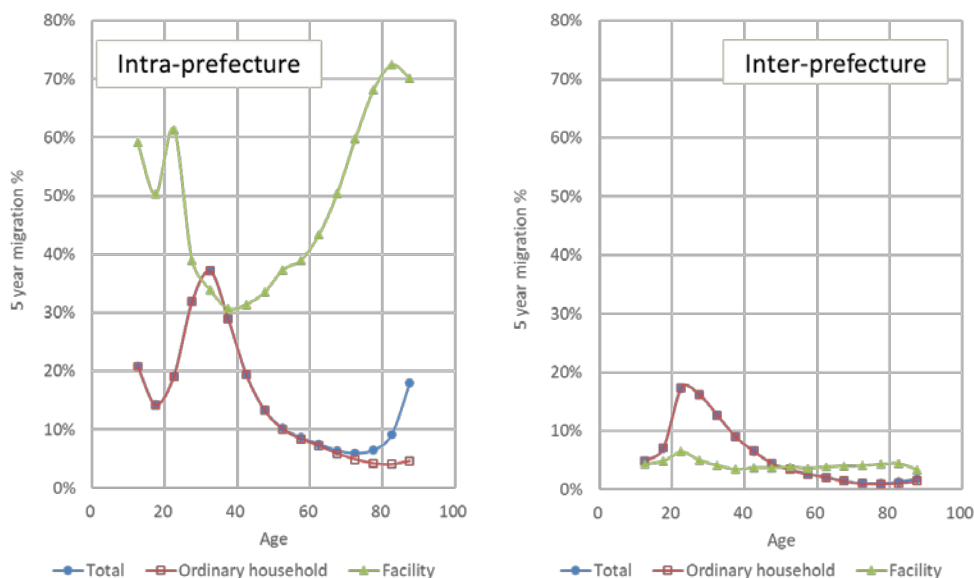 Intra-prefecture
5 year migration %
80%
70%
60%
50%
40%
30%
20%
10%
0%
0 20 40 60 80 100
Age
Total Ordinary household Facility
Inter-prefecture
5 year migration %
80%
70%
60%
50%
40%
30%
20%
10%
0%
0 20 40 60 80 100
Age
Total Ordinary household Facility